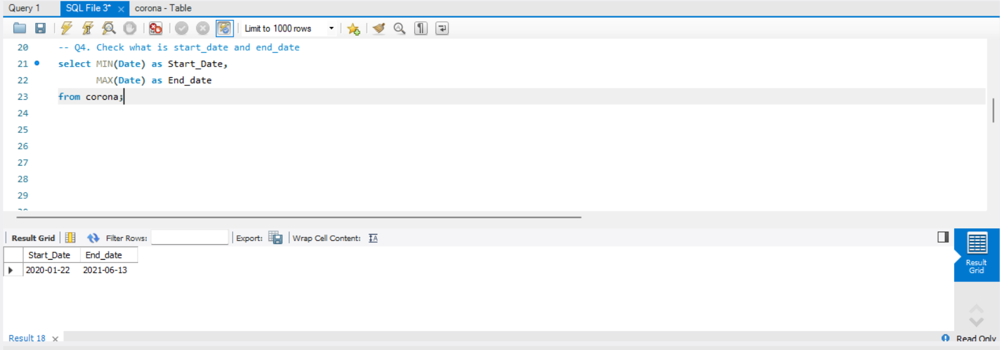 Query 1 SQL File 3* corona - Table
Limit to 1000 rows
20 -- Q4. Check what is start_date and end_date
21 select MIN(Date) as Start_Date,
22 MAX(Date) as End_date
23 from corona;
24
25
26
27
28
29
Result Grid Filter Rows: Export: Wrap Cell Content:
Start_Date End_date
2020-01-22 2021-06-13
Result
Grid
Result 18 Read Only